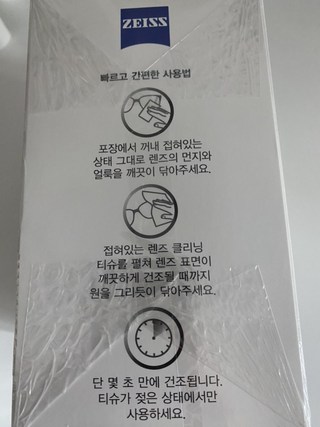 ZEISS
빠르고 간편한 사용법
포장에서 꺼내 접혀있는
상태 그대로 렌즈의 먼지와
얼룩을 깨끗이 닦아주세요.
접혀있는 렌즈 클리닝
티슈를 펼쳐 렌즈 표면이
깨끗하게 건조될 때까지
원을 그리듯이 닦아주세요.
단 몇 초 만에 건조됩니다.
티슈가 젖은 상태에서만
사용하세요.